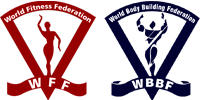 World Fitness Federation
WFF
World Body Building Federation
WBBF